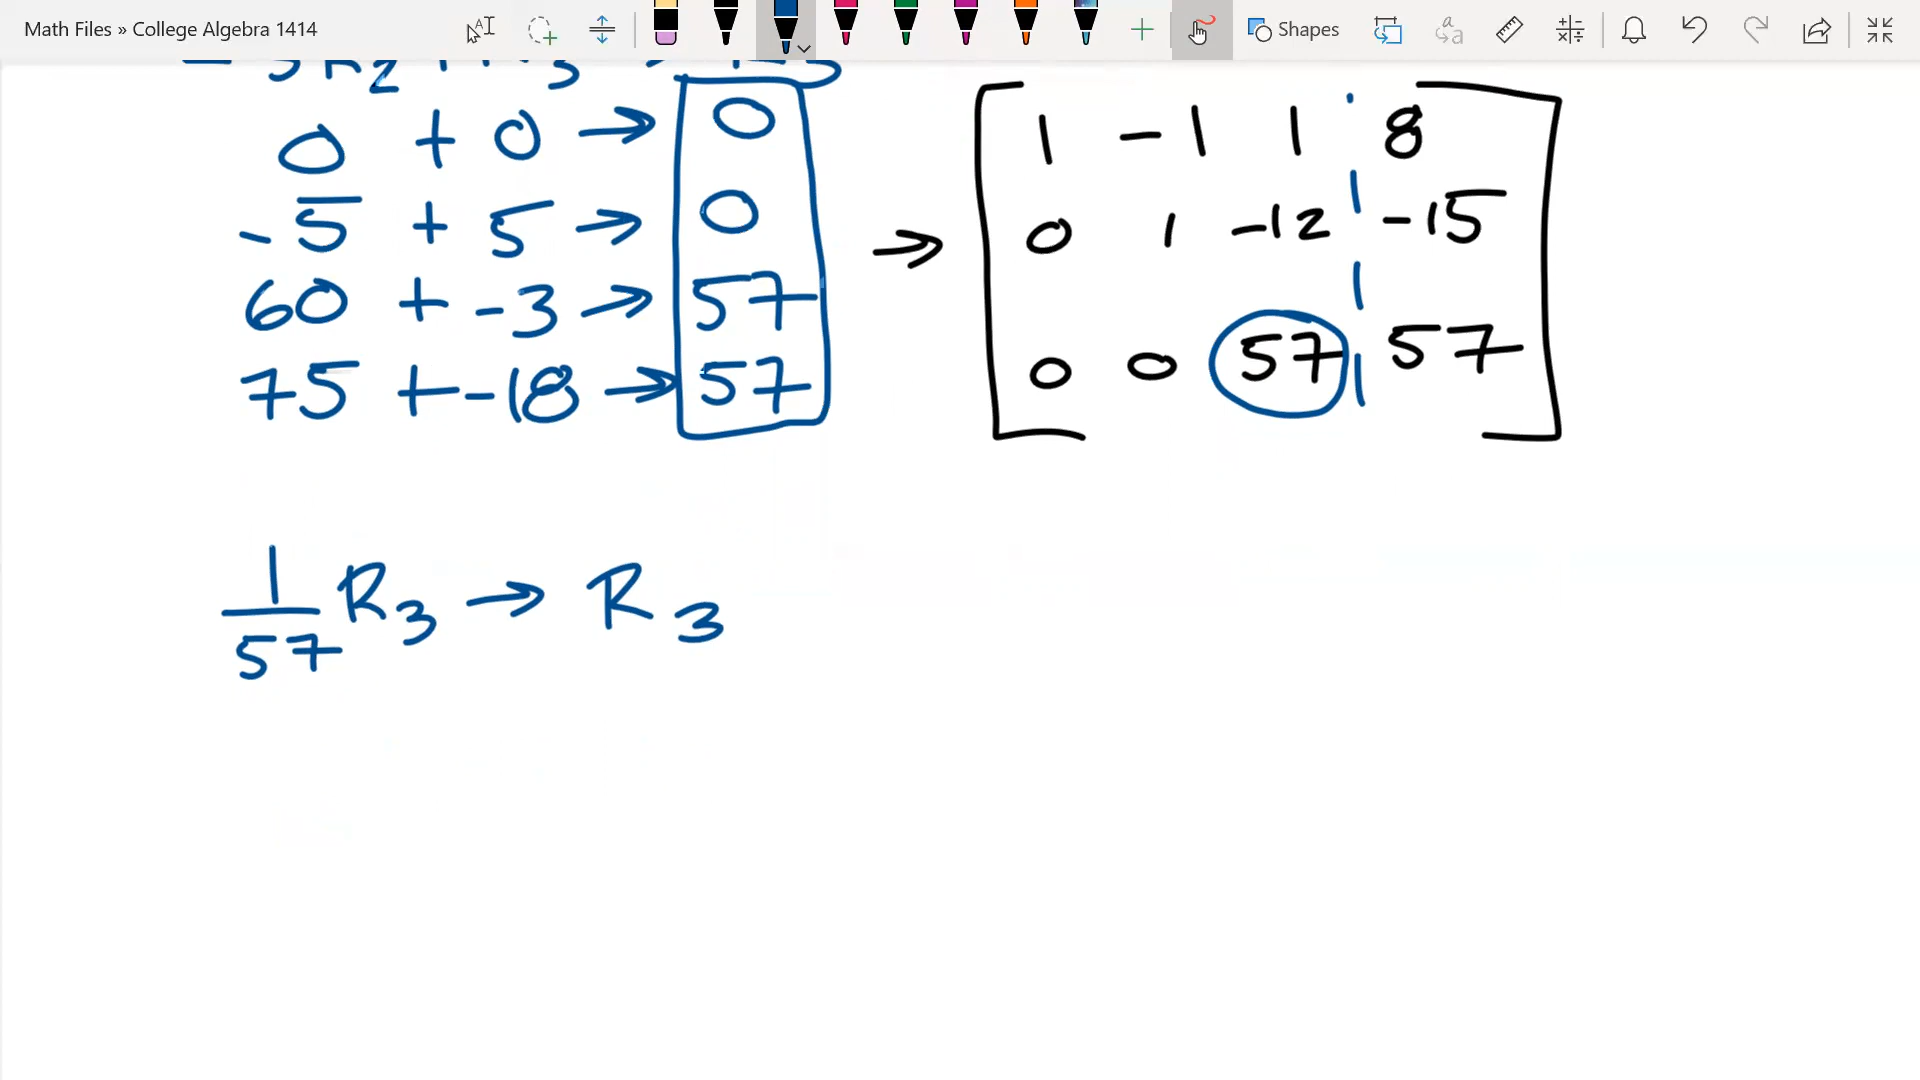 Math Files » College Algebra 1414
Shapes
0 + 0 → 0
-5 + 5 → 0
60 + -3 → 57
75 + -18 → 57
→
1 -1 1 8
0 1 -12 -15
0 0 57 57
1/57 R3 → R3